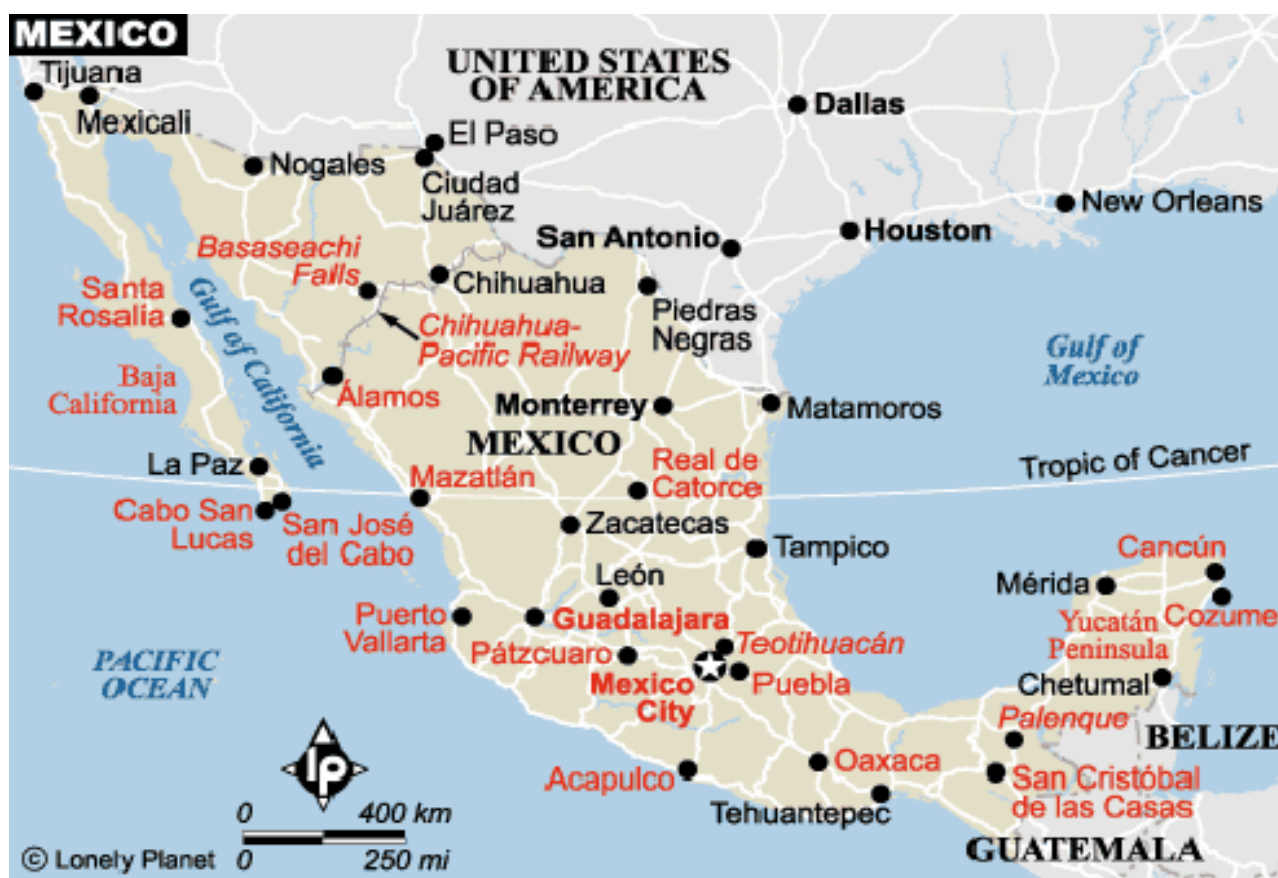 MEXICO
Tijuana
Mexicali
UNITED STATES
OF AMERICA
Dallas
El Paso
Nogales
Ciudad
Juárez
New Orleans
San Antonio
Houston
Basaseachi
Falls
Chihuahua
Santa
Rosalia
Gulf of California
Piedras
Negras
Chihuahua-
Pacific Railway
Gulf of
Mexico
Baja
California
Álamos
Monterrey
Matamoros
MEXICO
La Paz
Mazatlán
Real de
Catorce
Tropic of Cancer
Cabo San
Lucas
San José
del Cabo
Zacatecas
Tampico
Cancún
León
Mérida
Puerto
Vallarta
Guadalajara
Yucatán
Peninsula
Cozume
Teotihuacán
Pátzcuaro
PACIFIC
OCEAN
Mexico
City
Puebla
Chetumal
Palenque
BELIZE
lp
Acapulco
Oaxaca
San Cristóbal
de las Casas
Tehuantepec
0 400 km
0 250 mi
© Lonely Planet
GUATEMALA